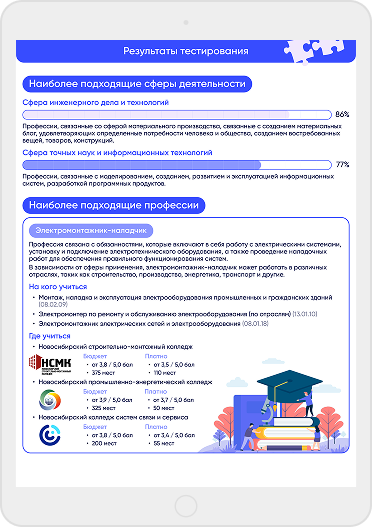 Результаты тестирования
Наиболее подходящие сферы деятельности
Сфера инженерного дела и технологий
86%
Профессии, связанные со сферой материального производства, связанные с созданием материальных
благ, удовлетворяющих определенные потребности человека и общества, созданием востребованных
вещей, товаров, конструкций.
Сфера точных наук и информационных технологий
77%
Профессии, связанные с моделированием, созданием, развитием и эксплуатацией информационных
систем, разработкой программных продуктов.
Наиболее подходящие профессии
Электромонтажник-наладчик
Профессия связана с обязанностями, которые включают в себя работу с электрическими системами,
установку и подключение электротехнического оборудования, а также проведение наладочных
работ для обеспечения правильного функционирования систем.
В зависимости от сферы применения, электромонтажник-наладчик может работать в различных
отраслях, таких как строительство, производство, энергетика, транспорт и другие.
На кого учиться
• Монтаж, наладка и эксплуатация электрооборудования промышленных и гражданских зданий
(08.02.09)
• Электромонтер по ремонту и обслуживанию электрооборудования (по отраслям) (13.01.10)
• Электромонтажник электрических сетей и электрооборудования (08.01.18)
Где учиться
• Новосибирский строительно-монтажный колледж
НСМК
Бюджет Платно
• от 3,8 / 5,0 бал • от 3,5 / 5,0 бал
• 375 мест • 110 мест
• Новосибирский промышленно-энергетический колледж
Бюджет Платно
• от 3,9 / 5,0 бал • от 3,7 / 5,0 бал
• 325 мест • 50 мест
• Новосибирский колледж систем связи и сервиса
Бюджет Платно
• от 3,8 / 5,0 бал • от 3,4 / 5,0 бал
• 200 мест • 55 мест